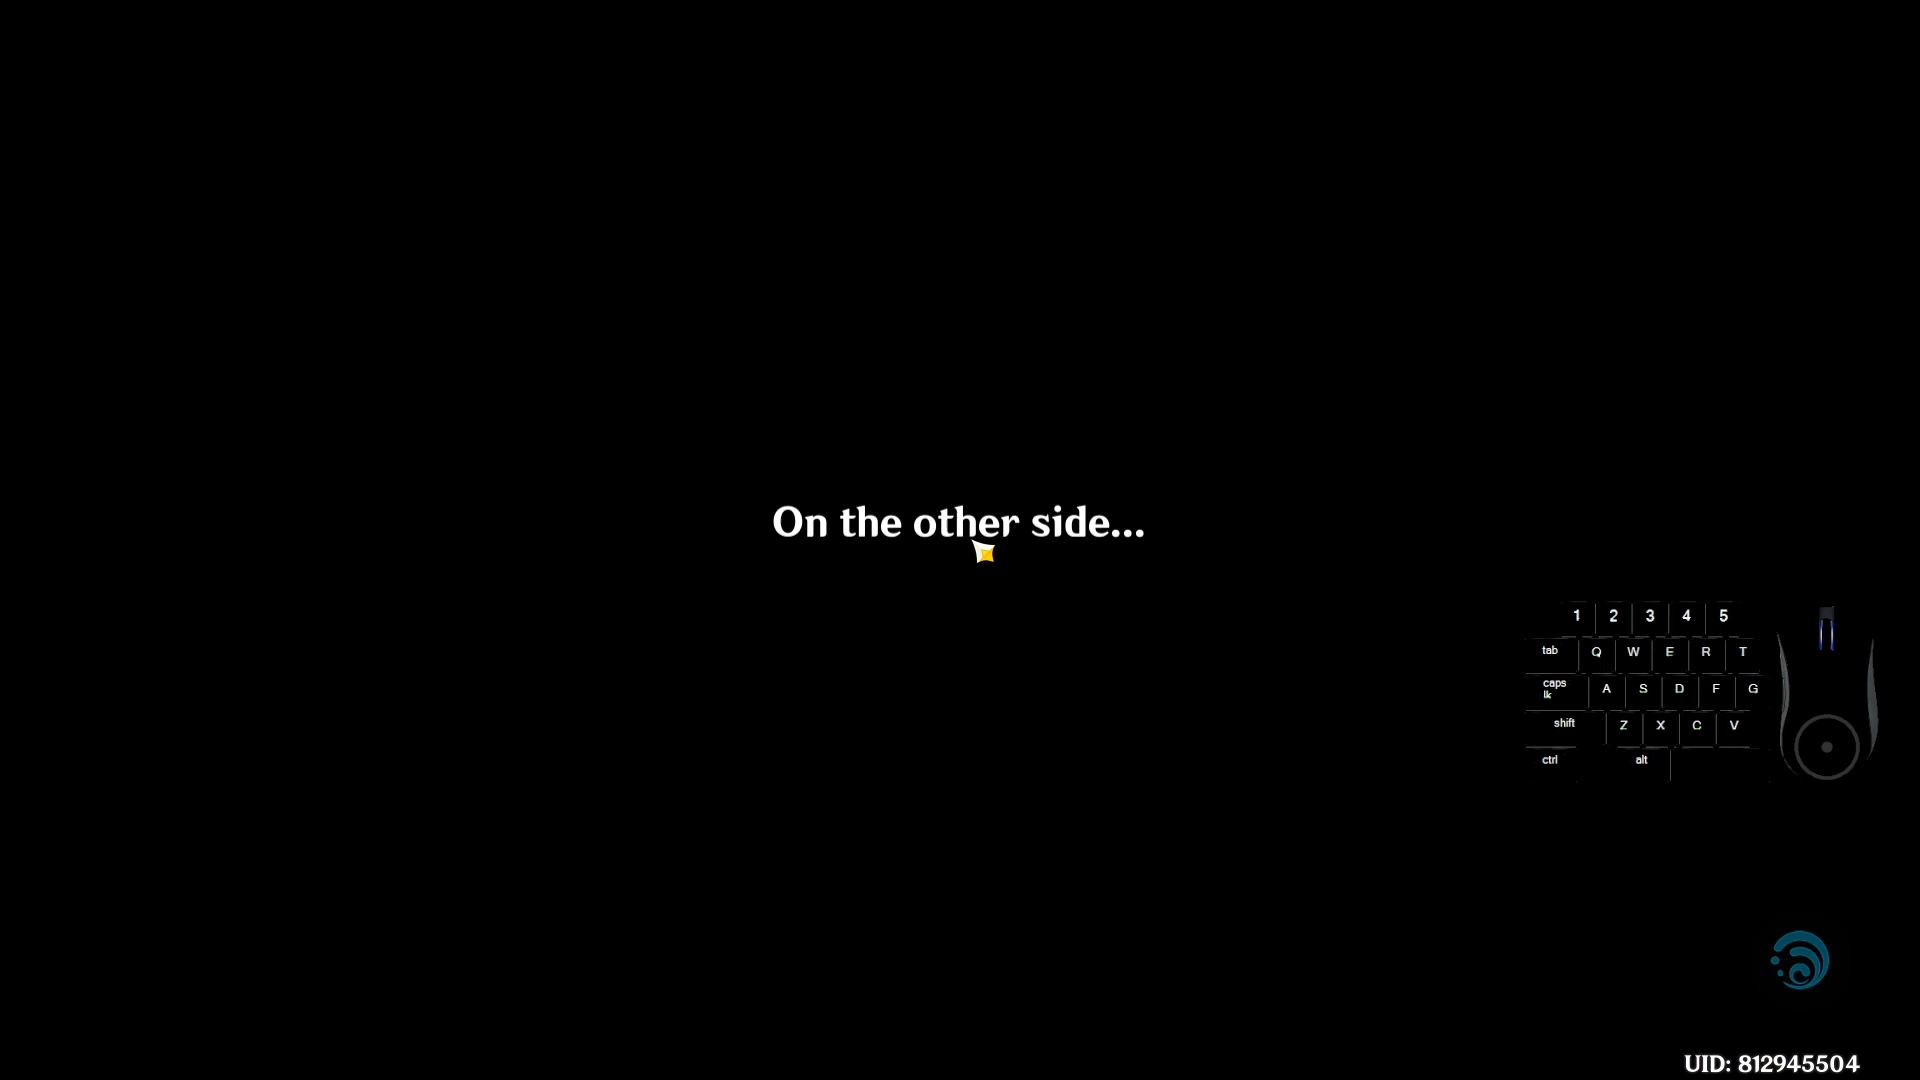 On the other side...
1 2 3 4 5
tab Q W E R T
caps
lk
A S D F G
shift Z X C V
ctrl alt
UID: 812945504